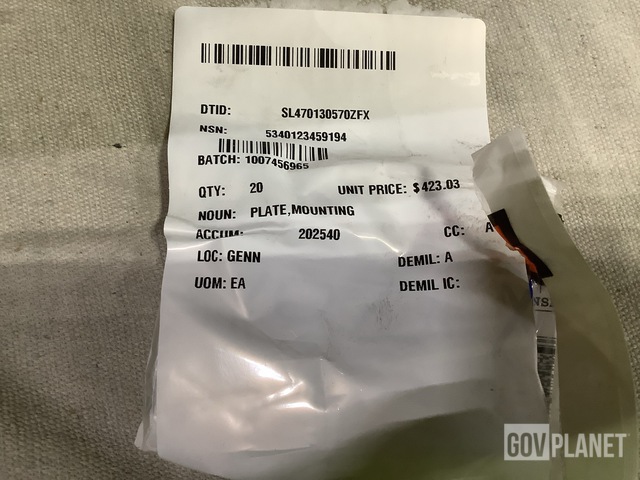 DTID: SL470130570ZFX
NSN: 5340123459194
BATCH: 1007456965
QTY: 20 UNIT PRICE: $ 423.03
NOUN: PLATE,MOUNTING
ACCUM: 202540 CC: A
LOC: GENN DEMIL: A
UOM: EA DEMIL IC:
NS
GOVPLANET